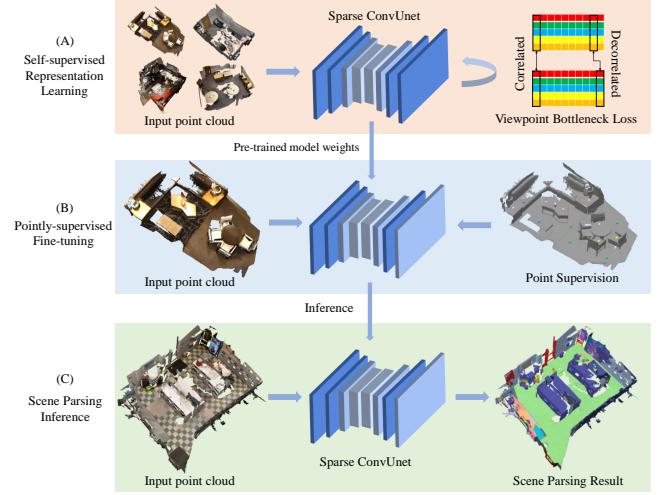 (A)
Self-supervised
Representation
Learning
Sparse ConvUnet
Input point cloud
Correlated
Decorrelated
Viewpoint Bottleneck Loss
Pre-trained model weights
(B)
Pointly-supervised
Fine-tuning
Input point cloud
Point Supervision
Inference
(C)
Scene Parsing
Inference
Input point cloud
Sparse ConvUnet
Scene Parsing Result